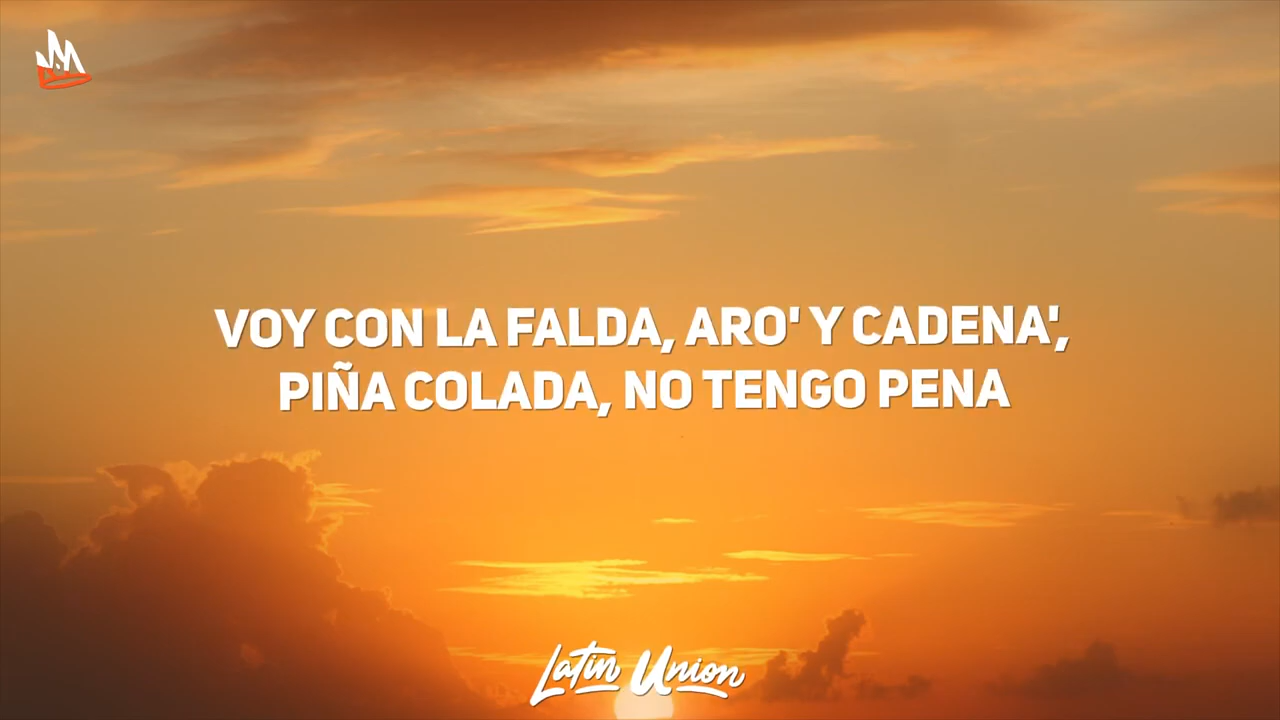 VOY CON LA FALDA, ARO' Y CADENA',
PIÑA COLADA, NO TENGO PENA
Latin Union